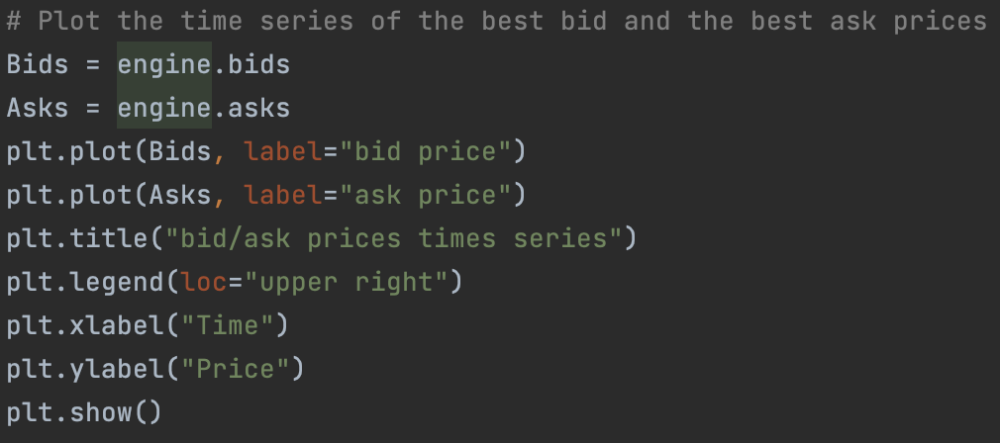 # Plot the time series of the best bid and the best ask prices
Bids = engine.bids
Asks = engine.asks
plt.plot(Bids, label="bid price")
plt.plot(Asks, label="ask price")
plt.title("bid/ask prices times series")
plt.legend(loc="upper right")
plt.xlabel("Time")
plt.ylabel("Price")
plt.show()